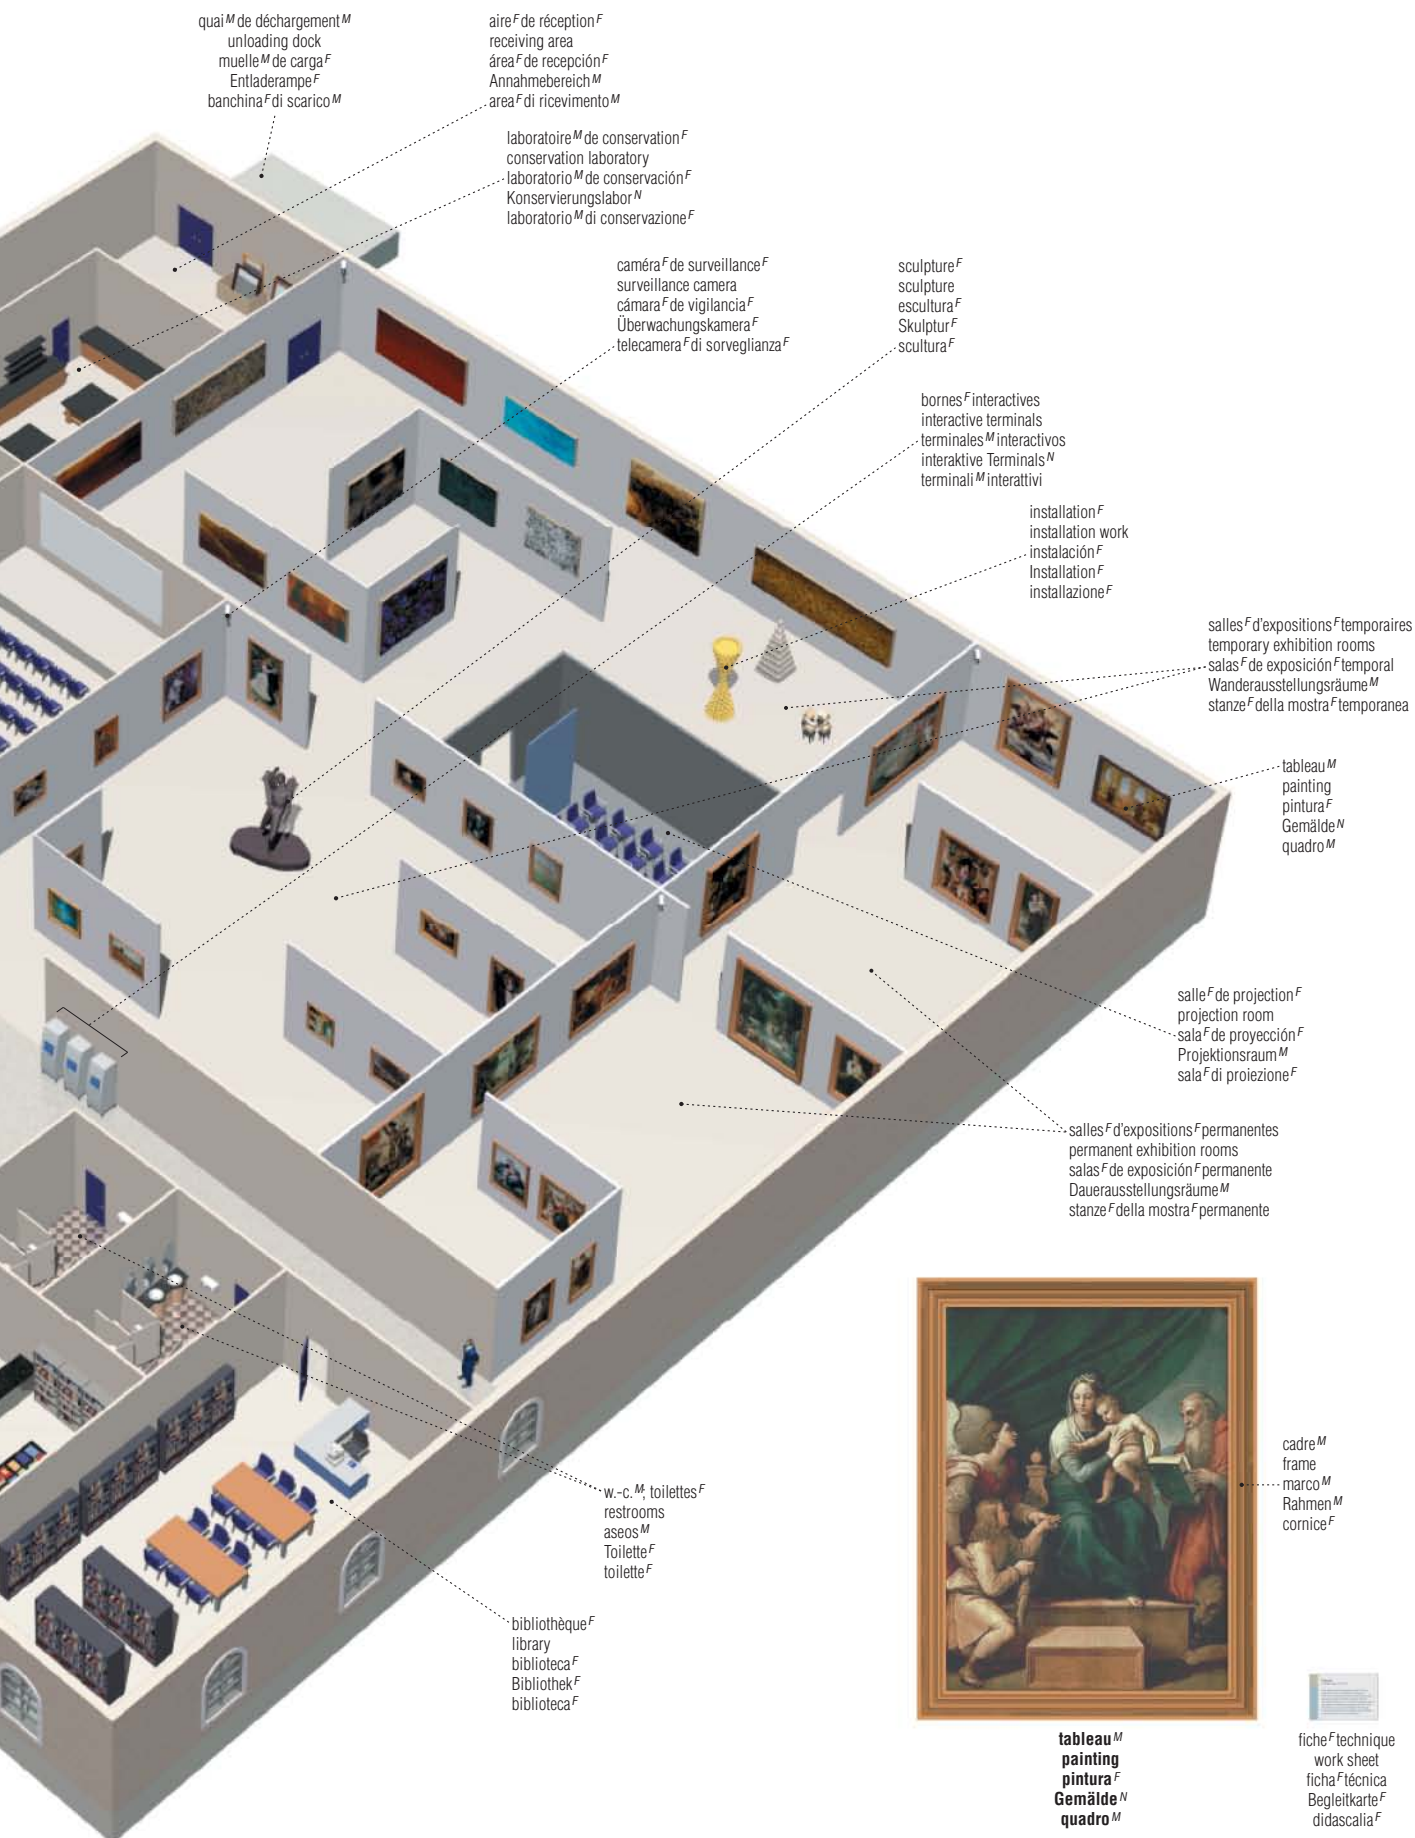 quai M de déchargement M
unloading dock
muelle M de carga F
Entladerampe F
banchina F di scarico M
aire F de réception F
receiving area
área F de recepción F
Annahmebereich M
area F di ricevimento M
laboratoire M de conservation F
conservation laboratory
laboratorio M de conservación F
Konservierungslabor N
laboratorio M di conservazione F
caméra F de surveillance F
surveillance camera
cámara F de vigilancia F
Überwachungskamera F
telecamera F di sorveglianza F
sculpture F
sculpture
escultura F
Skulptur F
scultura F
bornes F interactives
interactive terminals
terminales M interactivos
interaktive Terminals N
terminali M interattivi
installation F
installation work
instalación F
Installation F
installazione F
salles F d'expositions F temporaires
temporary exhibition rooms
salas F de exposición F temporal
Wanderausstellungsräume M
stanze F della mostra F temporanea
tableau M
painting
pintura F
Gemälde N
quadro M
salle F de projection F
projection room
sala F de proyección F
Projektionsraum M
sala F di proiezione F
salles F d'expositions F permanentes
permanent exhibition rooms
salas F de exposición F permanente
Dauerausstellungsräume M
stanze F della mostra F permanente
cadre M
frame
marco M
Rahmen M
cornice F
w.-c. M; toilettes F
restrooms
aseos M
Toilette F
toilette F
bibliothèque F
library
biblioteca F
Bibliothek F
biblioteca F
tableau M
painting
pintura F
Gemälde N
quadro M
fiche F technique
work sheet
ficha F técnica
Begleitkarte F
didascalia F